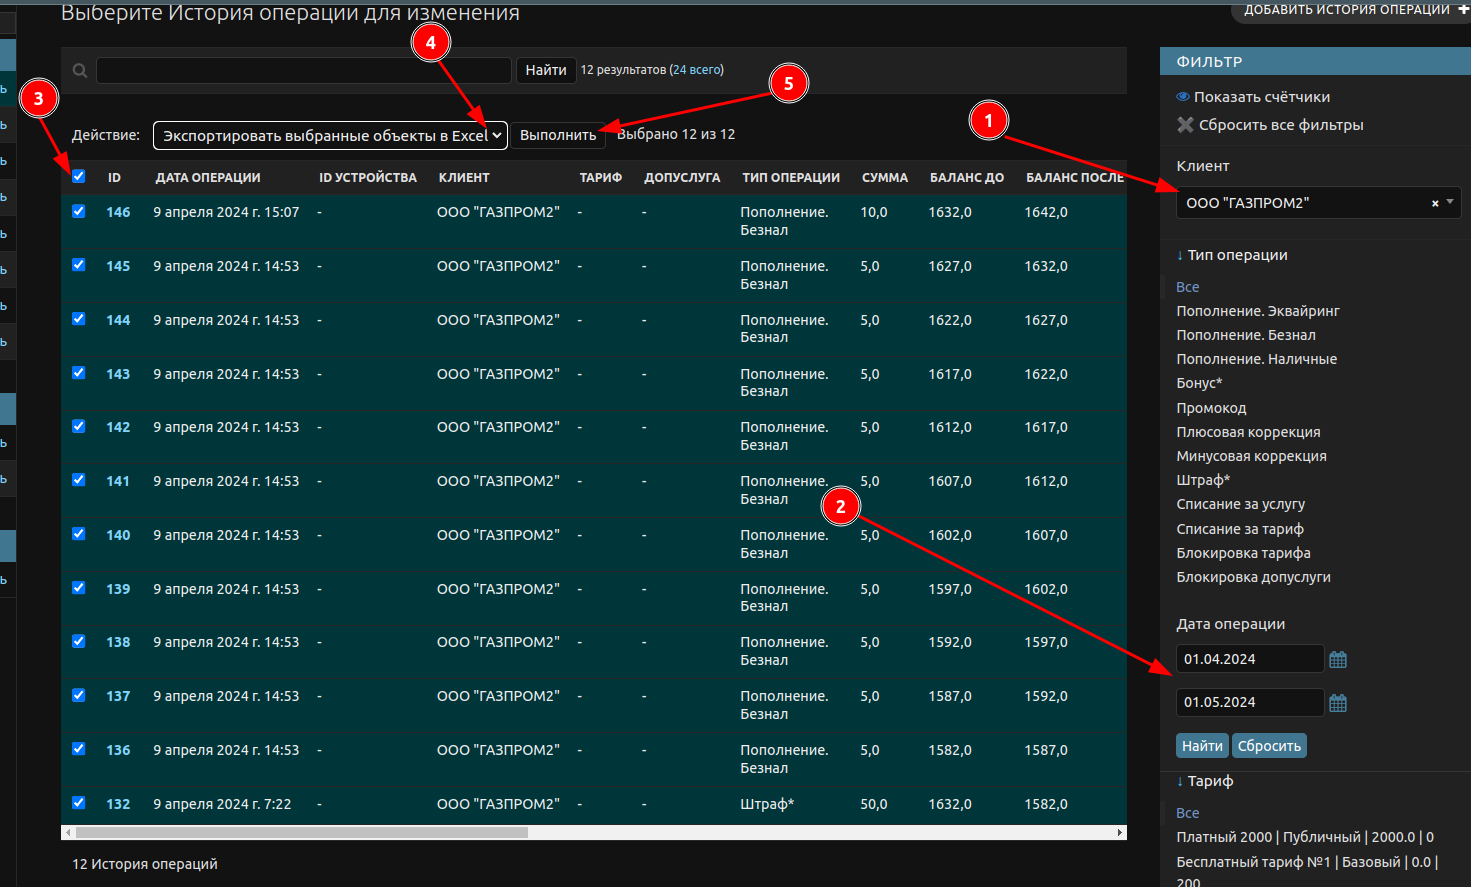 Выберите История операции для изменения
ДОБАВИТЬ ИСТОРИЯ ОПЕРАЦИИ +
4
5
3
1
2
Найти 12 результатов (24 всего)
Действие: Экспортировать выбранные объекты в Excel Выполнить Выбрано 12 из 12
ID ДАТА ОПЕРАЦИИ ID УСТРОЙСТВА КЛИЕНТ ТАРИФ ДОПУСЛУГА ТИП ОПЕРАЦИИ СУММА БАЛАНС ДО БАЛАНС ПОСЛЕ
146 9 апреля 2024 г. 15:07 - ООО "ГАЗПРОМ2" - - Пополнение. 10,0 1632,0 1642,0
Безнал
145 9 апреля 2024 г. 14:53 - ООО "ГАЗПРОМ2" - - Пополнение. 5,0 1627,0 1632,0
Безнал
144 9 апреля 2024 г. 14:53 - ООО "ГАЗПРОМ2" - - Пополнение. 5,0 1622,0 1627,0
Безнал
143 9 апреля 2024 г. 14:53 - ООО "ГАЗПРОМ2" - - Пополнение. 5,0 1617,0 1622,0
Безнал
142 9 апреля 2024 г. 14:53 - ООО "ГАЗПРОМ2" - - Пополнение. 5,0 1612,0 1617,0
Безнал
141 9 апреля 2024 г. 14:53 - ООО "ГАЗПРОМ2" - - Пополнение. 5,0 1607,0 1612,0
Безнал
140 9 апреля 2024 г. 14:53 - ООО "ГАЗПРОМ2" - - Пополнение. 5,0 1602,0 1607,0
Безнал
139 9 апреля 2024 г. 14:53 - ООО "ГАЗПРОМ2" - - Пополнение. 5,0 1597,0 1602,0
Безнал
138 9 апреля 2024 г. 14:53 - ООО "ГАЗПРОМ2" - - Пополнение. 5,0 1592,0 1597,0
Безнал
137 9 апреля 2024 г. 14:53 - ООО "ГАЗПРОМ2" - - Пополнение. 5,0 1587,0 1592,0
Безнал
136 9 апреля 2024 г. 14:53 - ООО "ГАЗПРОМ2" - - Пополнение. 5,0 1582,0 1587,0
Безнал
132 9 апреля 2024 г. 7:22 - ООО "ГАЗПРОМ2" - - Штраф* 50,0 1632,0 1582,0
12 История операций
ФИЛЬТР
Показать счётчики
Сбросить все фильтры
Клиент
ООО "ГАЗПРОМ2" ×
↓ Тип операции
Все
Пополнение. Эквайринг
Пополнение. Безнал
Пополнение. Наличные
Бонус*
Промокод
Плюсовая коррекция
Минусовая коррекция
Штраф*
Списание за услугу
Списание за тариф
Блокировка тарифа
Блокировка допуслуги
Дата операции
01.04.2024
01.05.2024
Найти Сбросить
↓ Тариф
Все
Платный 2000 | Публичный | 2000.0 | 0
Бесплатный тариф №1 | Базовый | 0.0 |
200